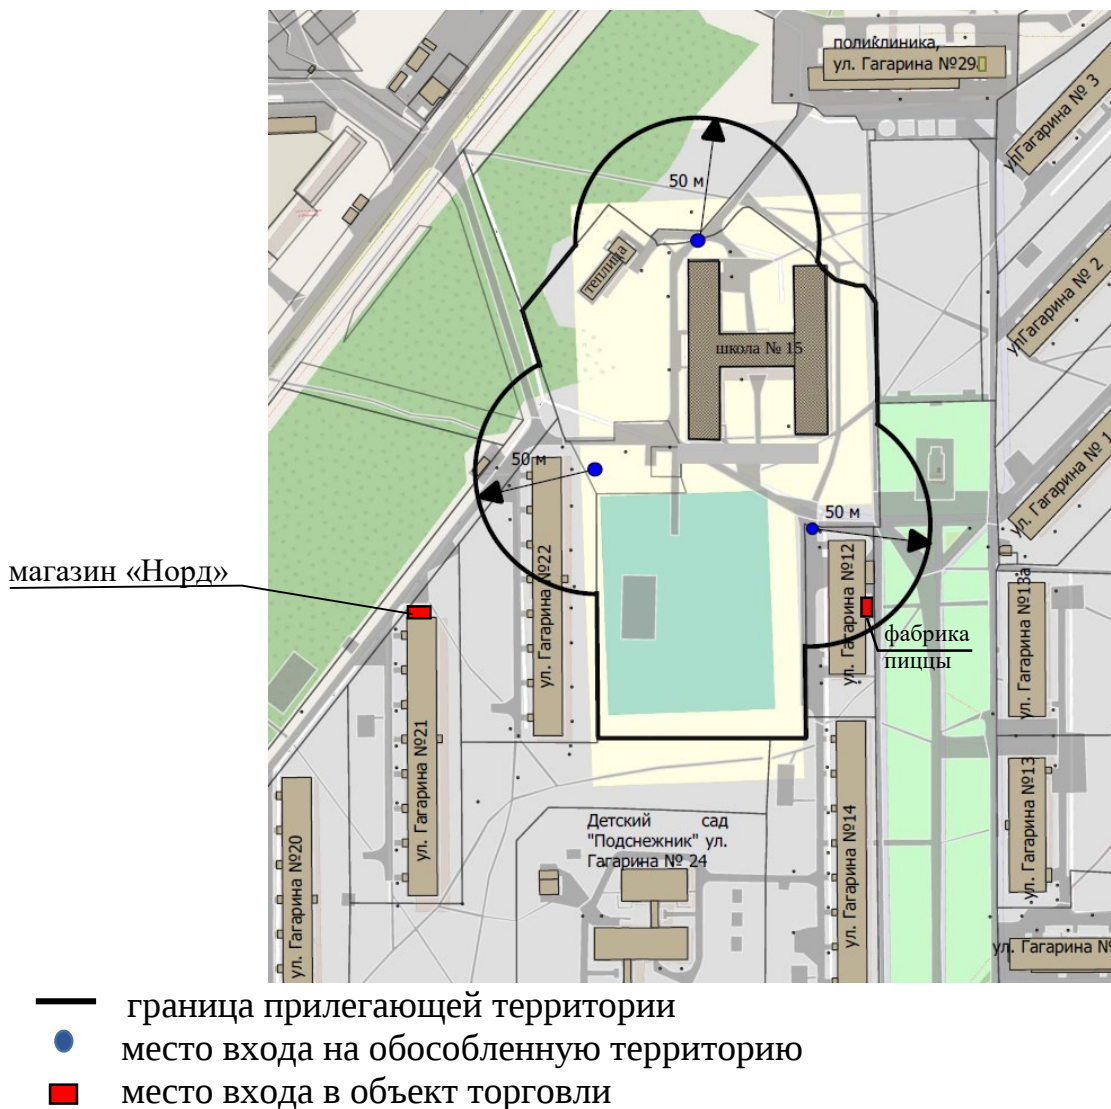 поликлиника,
ул. Гагарина №29
ул Гагарина № 3
50 м
теплица
ул Гагарина № 2
школа № 15
ул. Гагарина № 1
50 м
50 м
магазин «Норд»
ул. Гагарина №22
ул. Гагарина №12
фабрика
пиццы
ул. Гагарина №13а
ул. Гагарина №21
ул. Гагарина №13
Детский сад
"Подснежник" ул.
Гагарина № 24
ул. Гагарина №14
ул. Гагарина №20
ул. Гагарина №
граница прилегающей территории
место входа на обособленную территорию
место входа в объект торговли